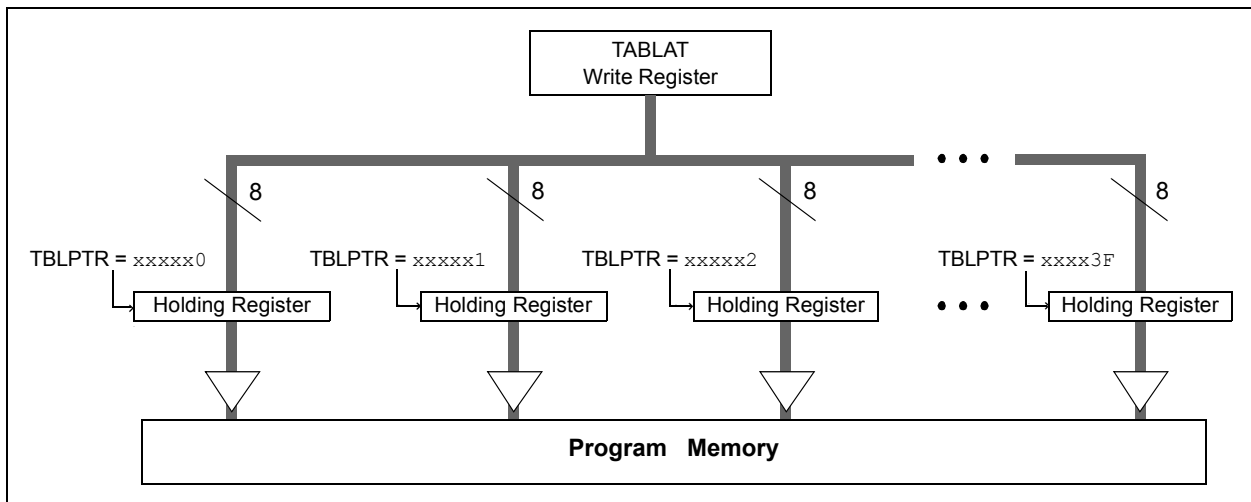 TABLAT
Write Register
8
8
8
8
TBLPTR = xxxxx0
TBLPTR = xxxxx1
TBLPTR = xxxxx2
TBLPTR = xxxx3F
Holding Register
Holding Register
Holding Register
Holding Register
Program Memory